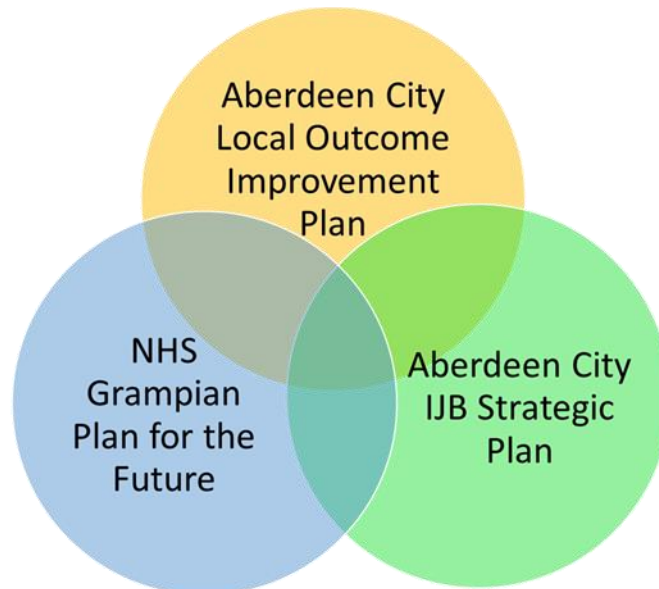 Aberdeen City
Local Outcome
Improvement
Plan
NHS
Grampian
Plan for the
Future
Aberdeen City
IJB Strategic
Plan